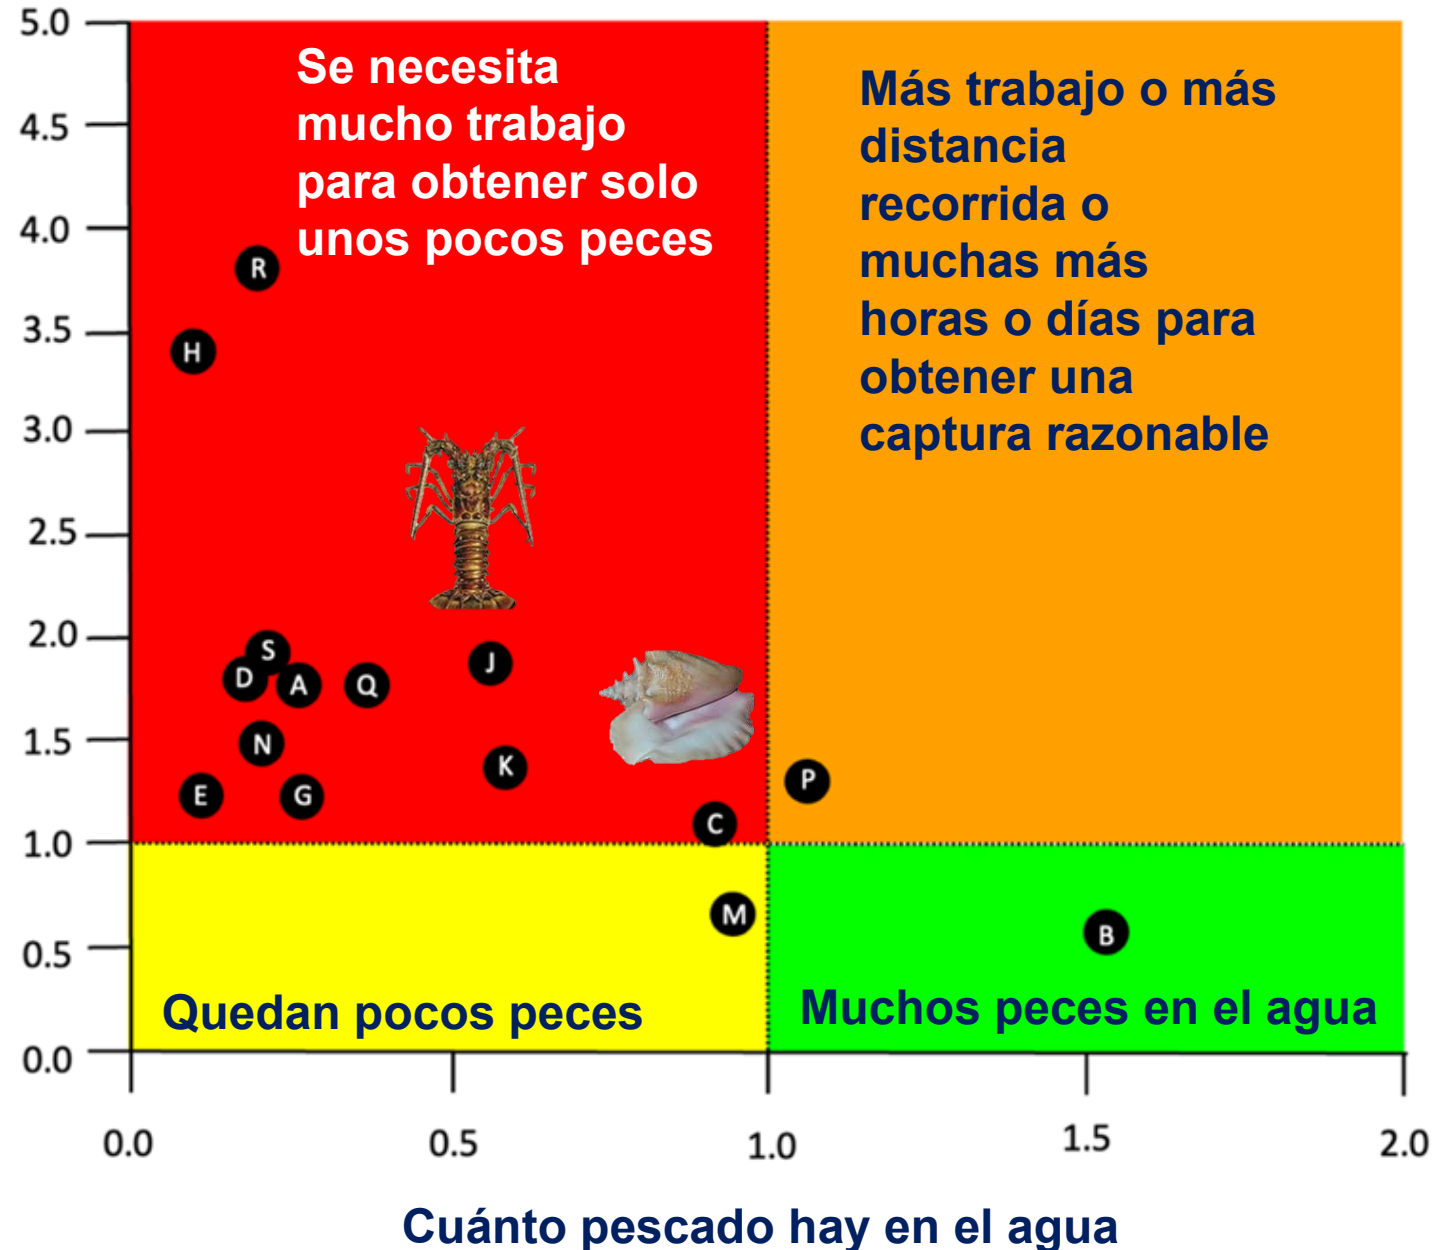 5.0
4.5
4.0
3.5
3.0
2.5
2.0
1.5
1.0
0.5
0.0
Se necesita
mucho trabajo
para obtener solo
unos pocos peces
Más trabajo o más
distancia
recorrida o
muchas más
horas o días para
obtener una
captura razonable
R
H
S
D
A
Q
J
N
K
E
G
C
P
M
B
Quedan pocos peces
Muchos peces en el agua
0.0
0.5
1.0
1.5
2.0
Cuánto pescado hay en el agua